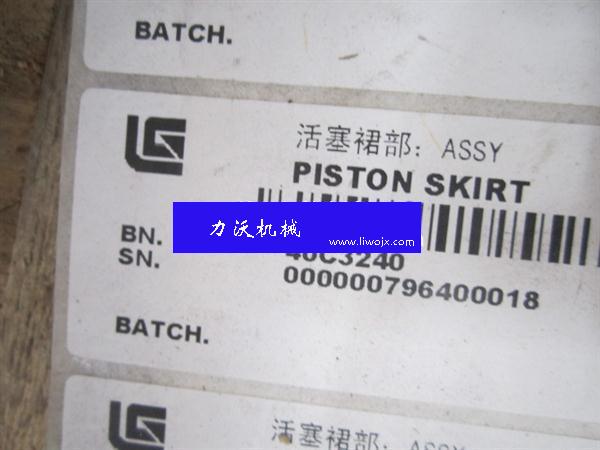 BATCH.
活塞裙部: ASSY
PISTON SKIRT
力沃机械
www.liwojx.com
BN.
40C3240
SN.
000000796400018
BATCH.
活塞裙部: ASSY